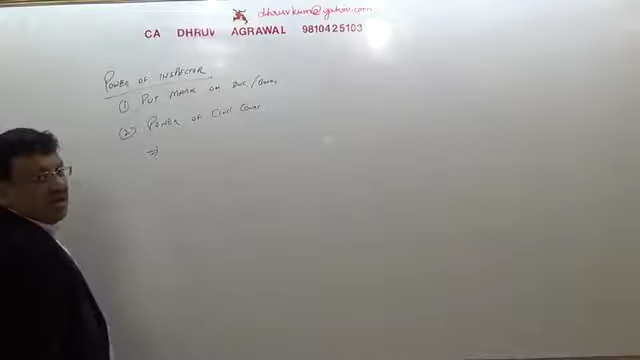 dhruvkum@yahoo.com
CA DHRUV AGRAWAL 9810425103
POWER OF INSPECTOR
① PUT MARK ON DOC/BOOKS
② POWER OF CIVIL COURT
⇒